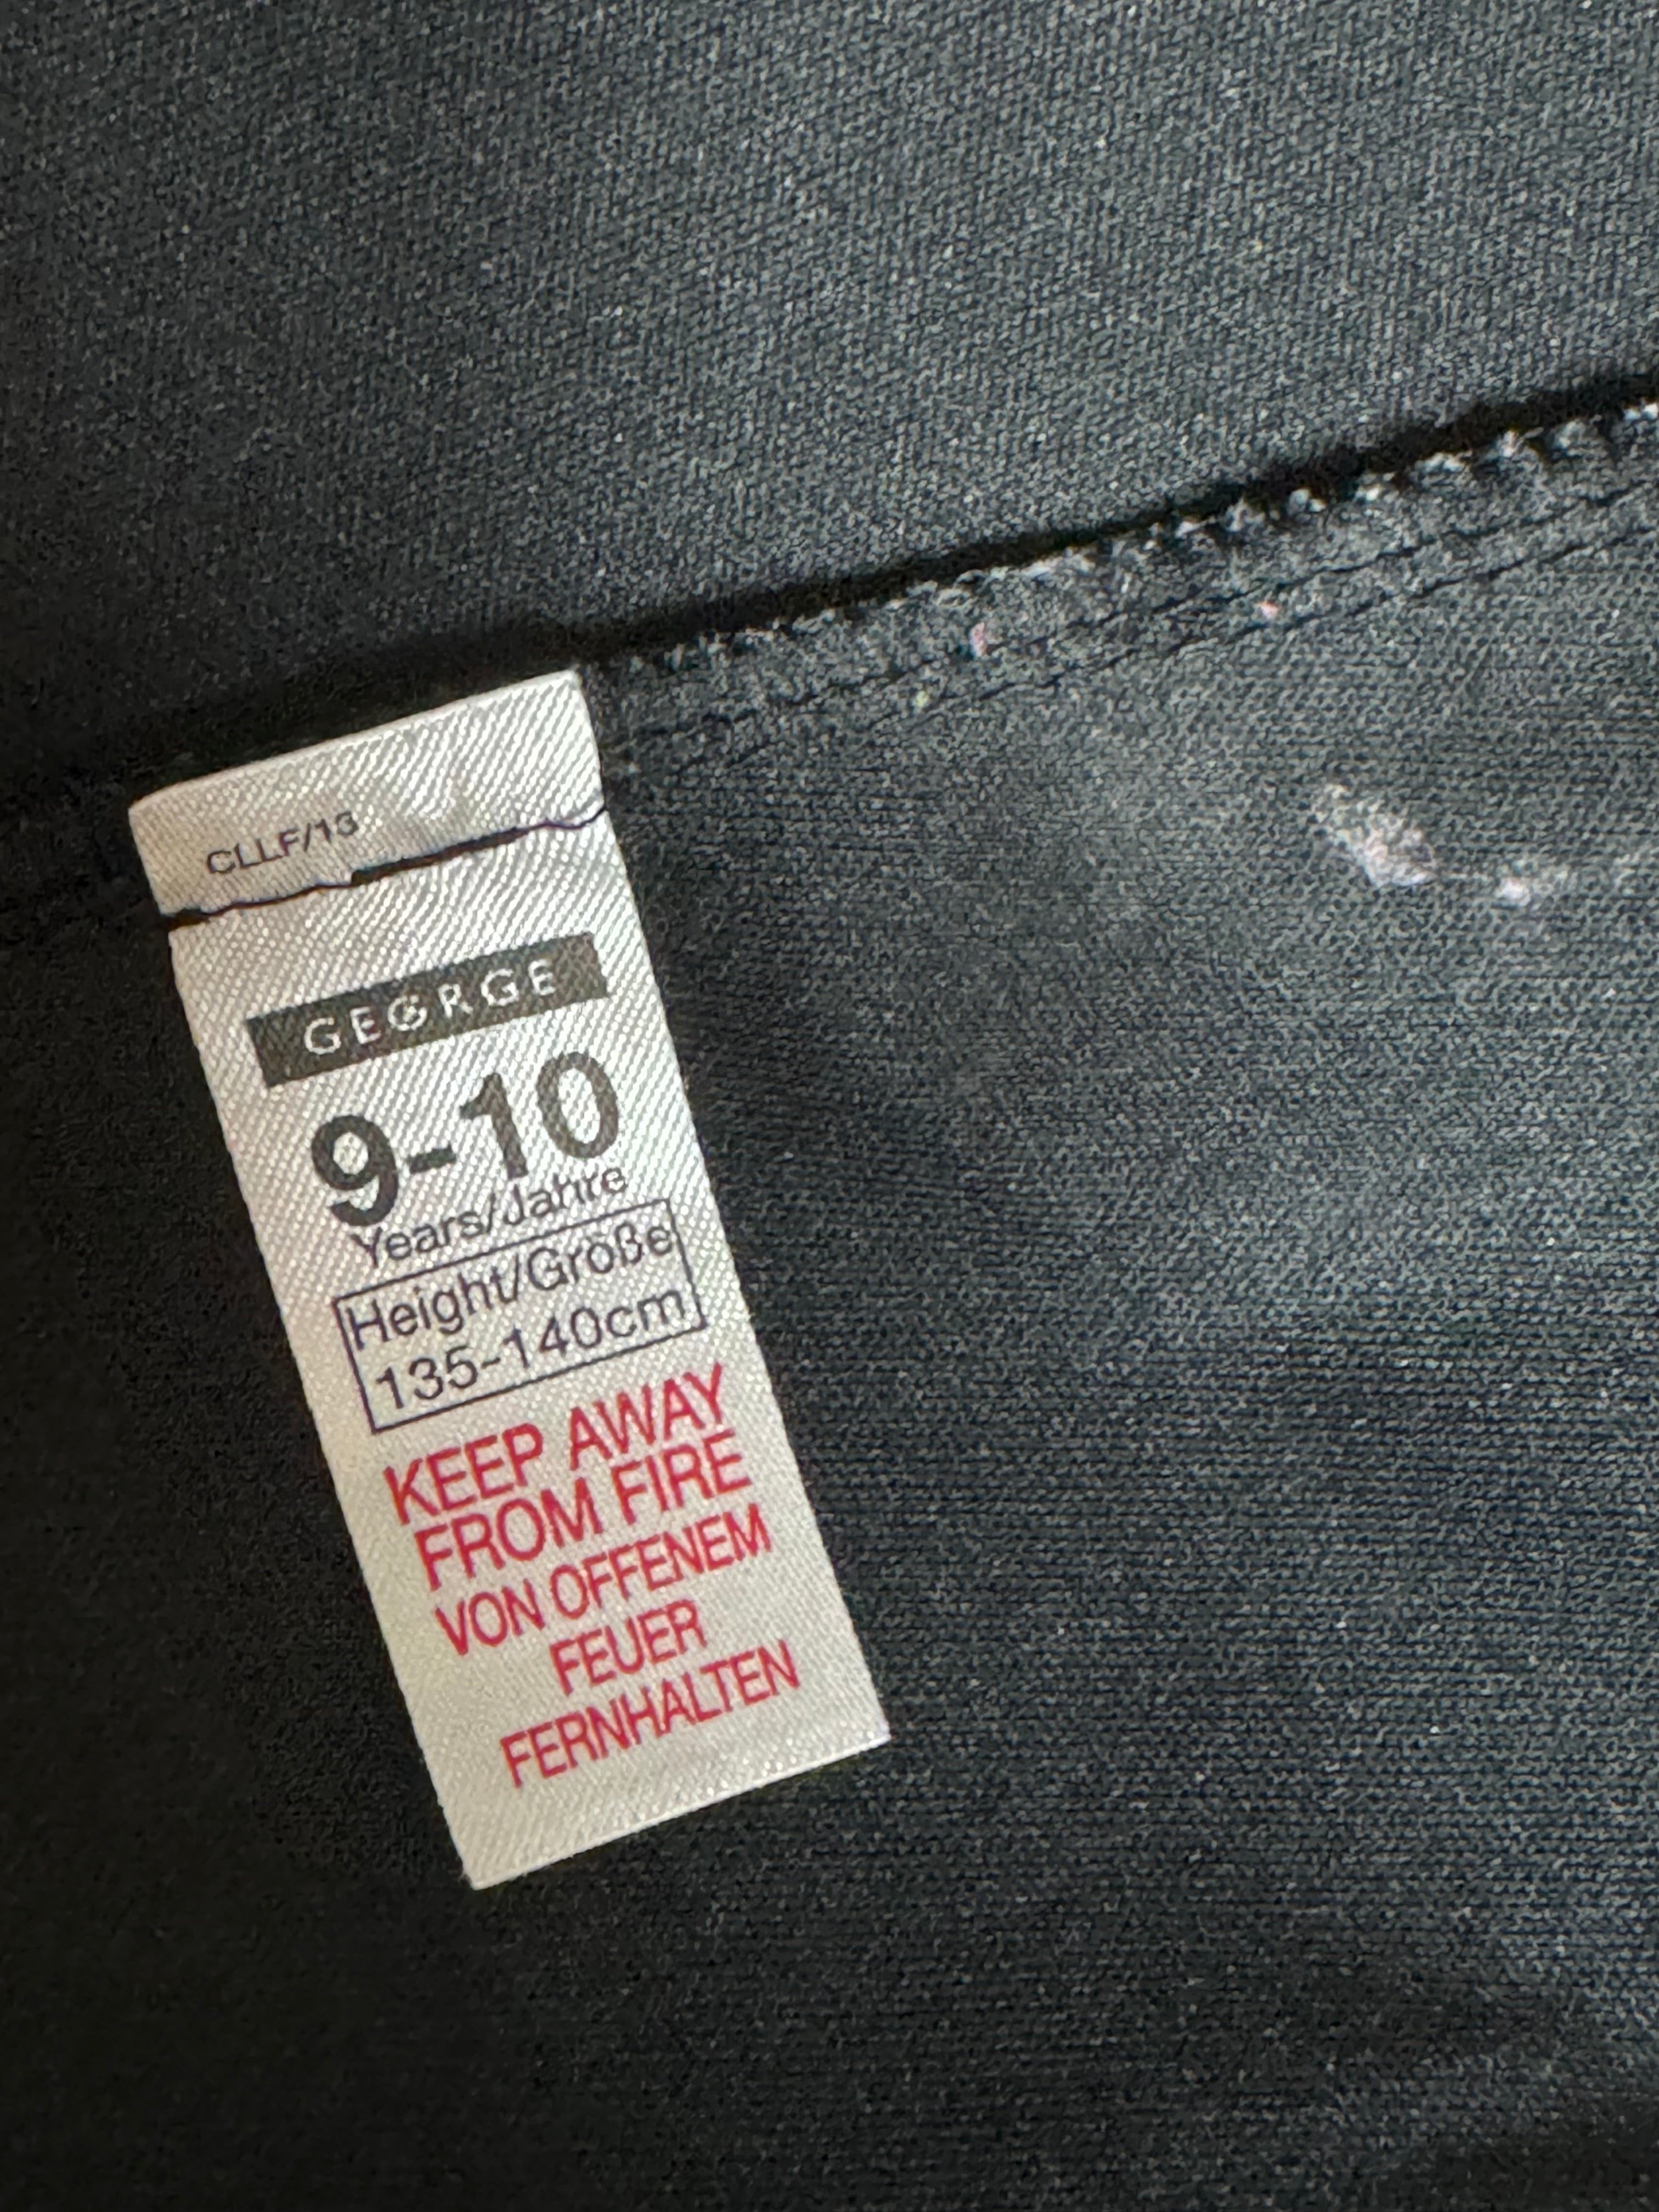 CLLF/13
GEORGE
9-10
Years/Jahre
Height/Größe
135-140cm
KEEP AWAY
FROM FIRE
VON OFFENEM
FEUER
FERNHALTEN